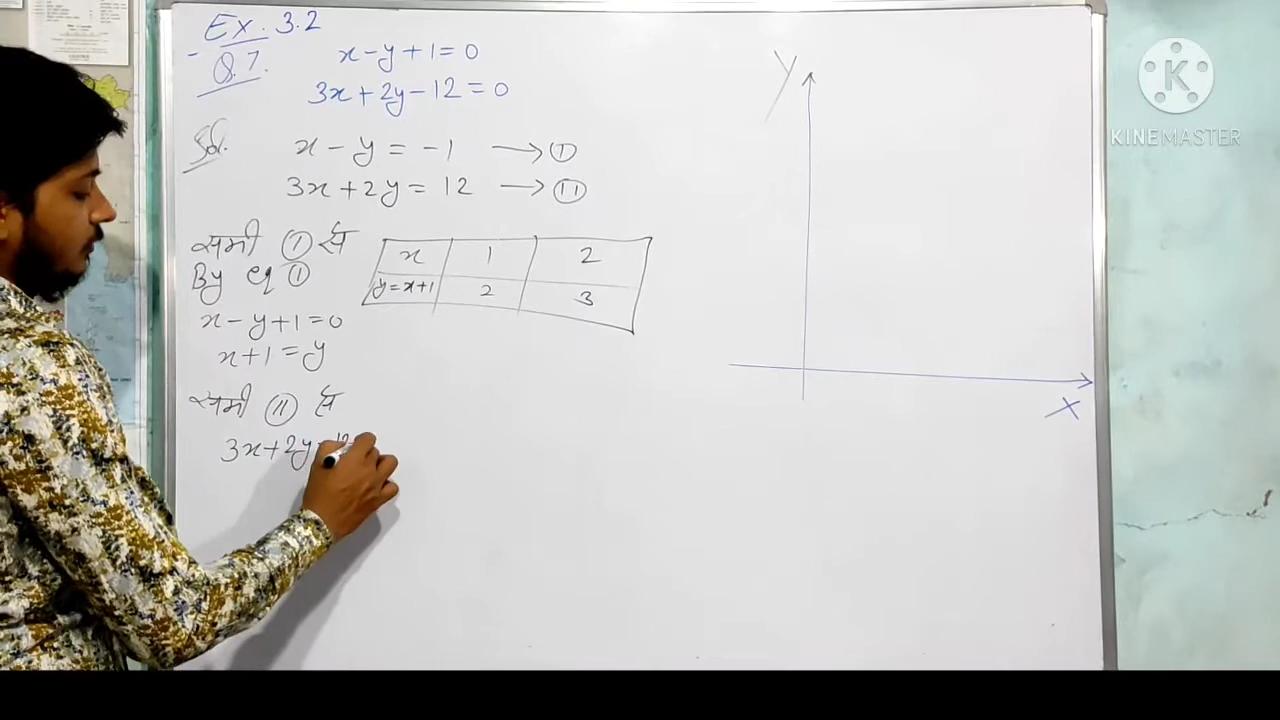 Ex. 3.2
Q.7.
x-y+1=0
3x+2y-12=0
Sol.
x-y=-1 → (I)
3x+2y=12 → (II)
समी (I) से
By eq (I)
x 1 2
y=x+1 2 3
x-y+1=0
x+1=y
समी (II) से
3x+2y-12
Y
X
K
KINEMASTER